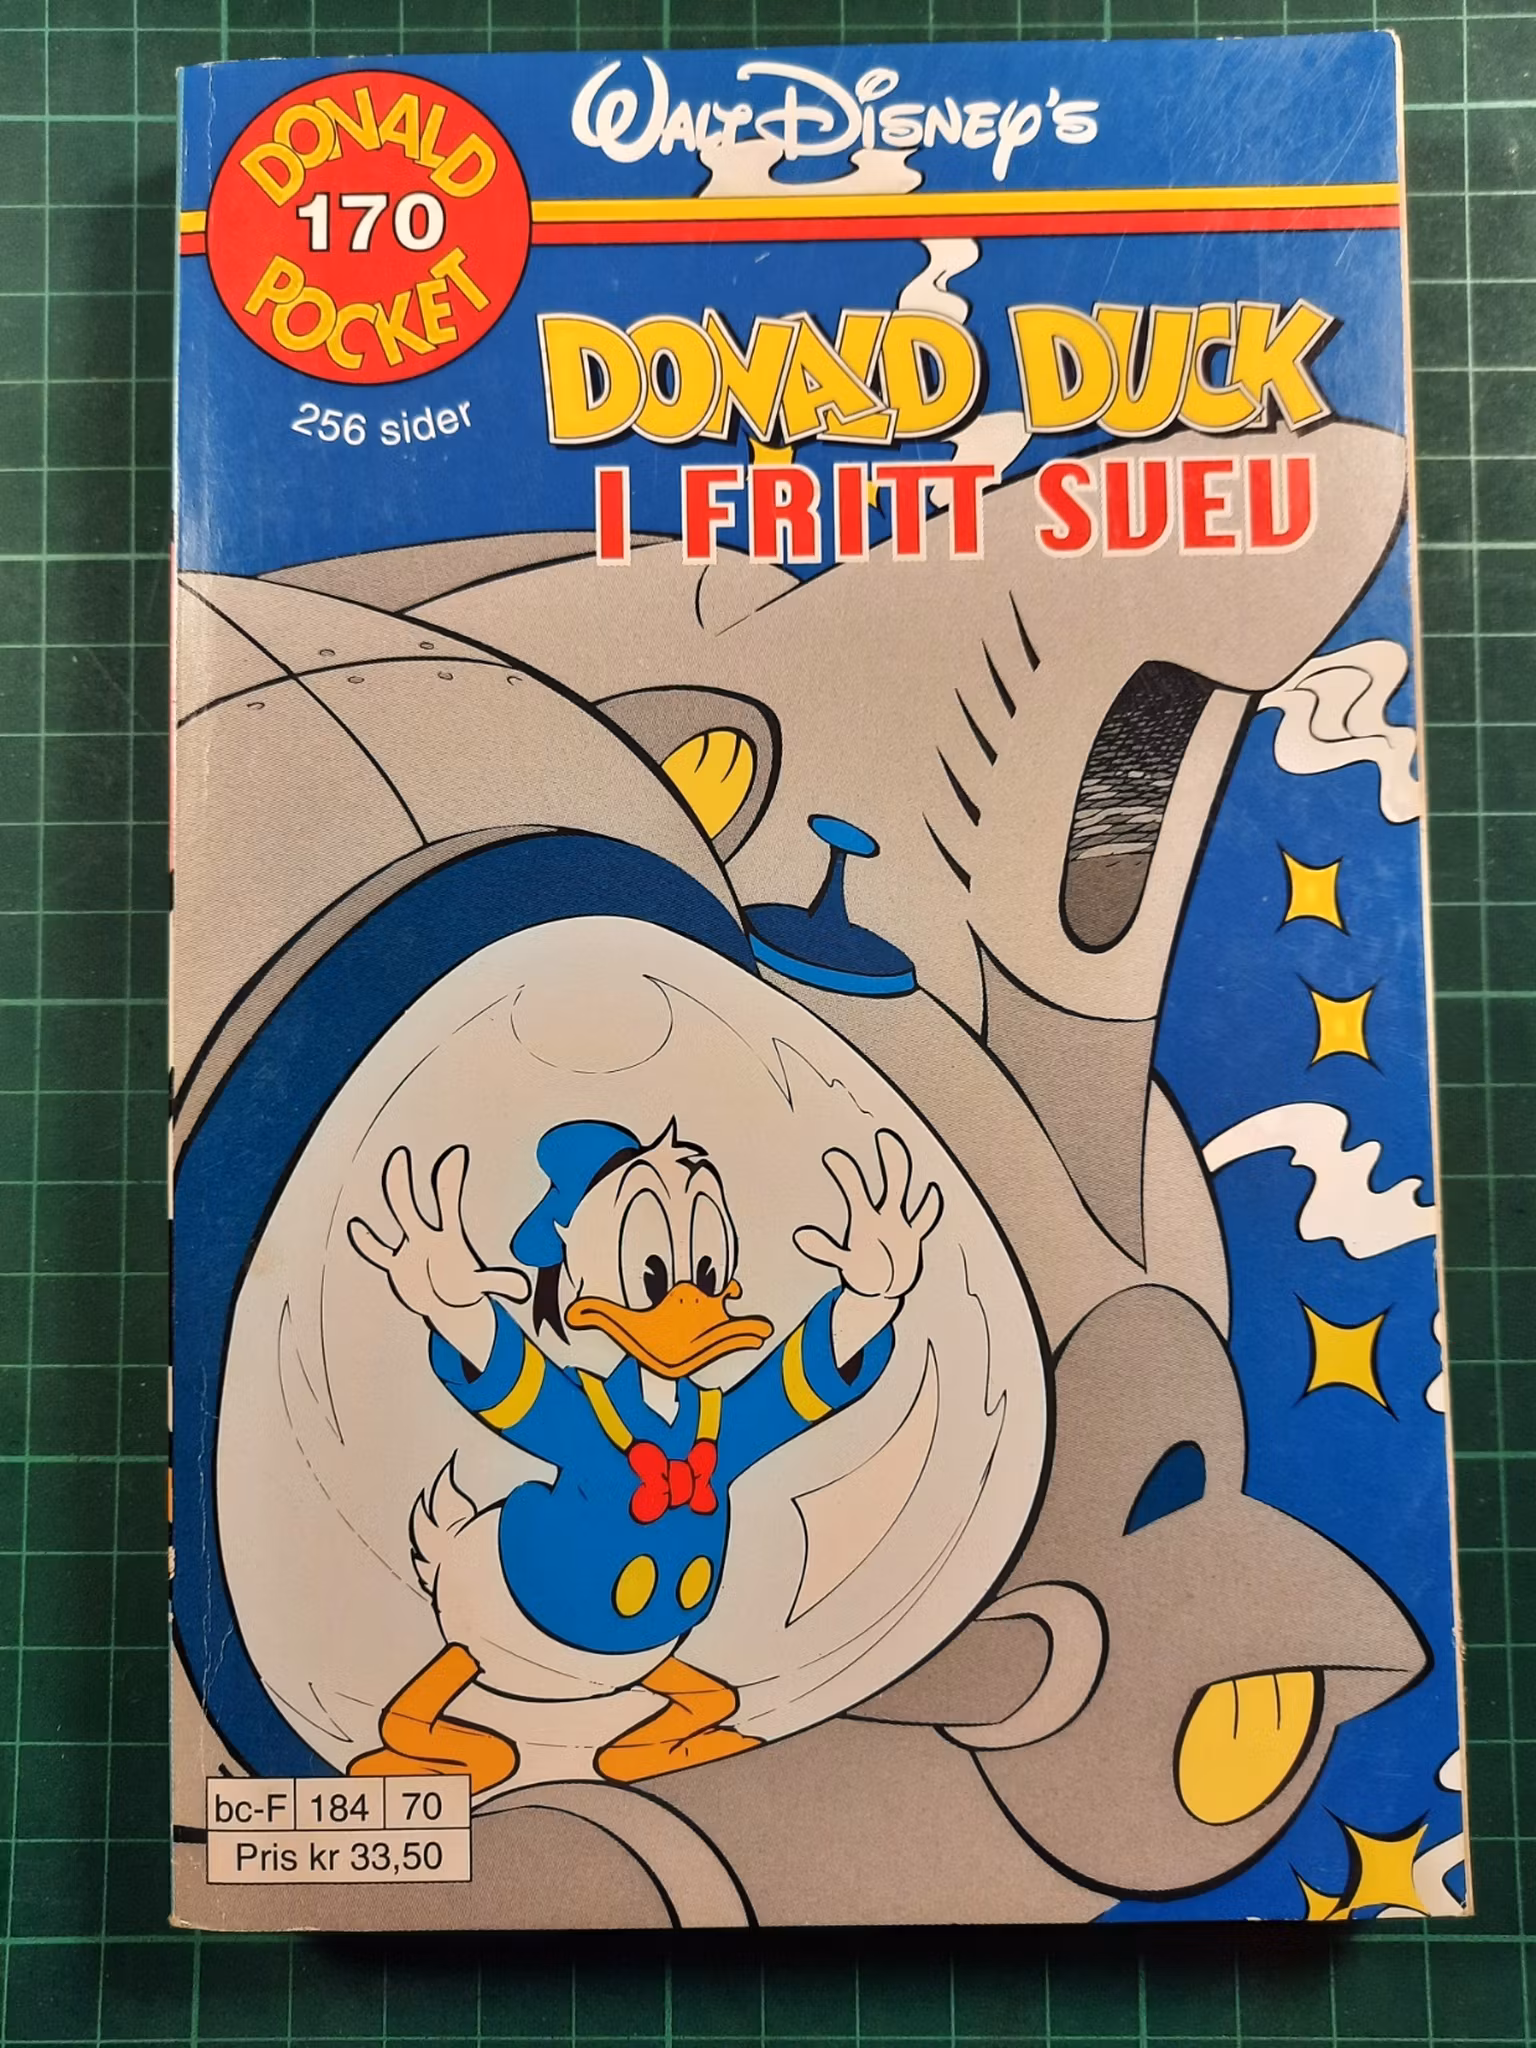 WALT DISNEY'S
DONALD
170
POCKET
256 sider
DONALD DUCK
I FRITT SVEV
bc-F 184 70
Pris kr 33,50